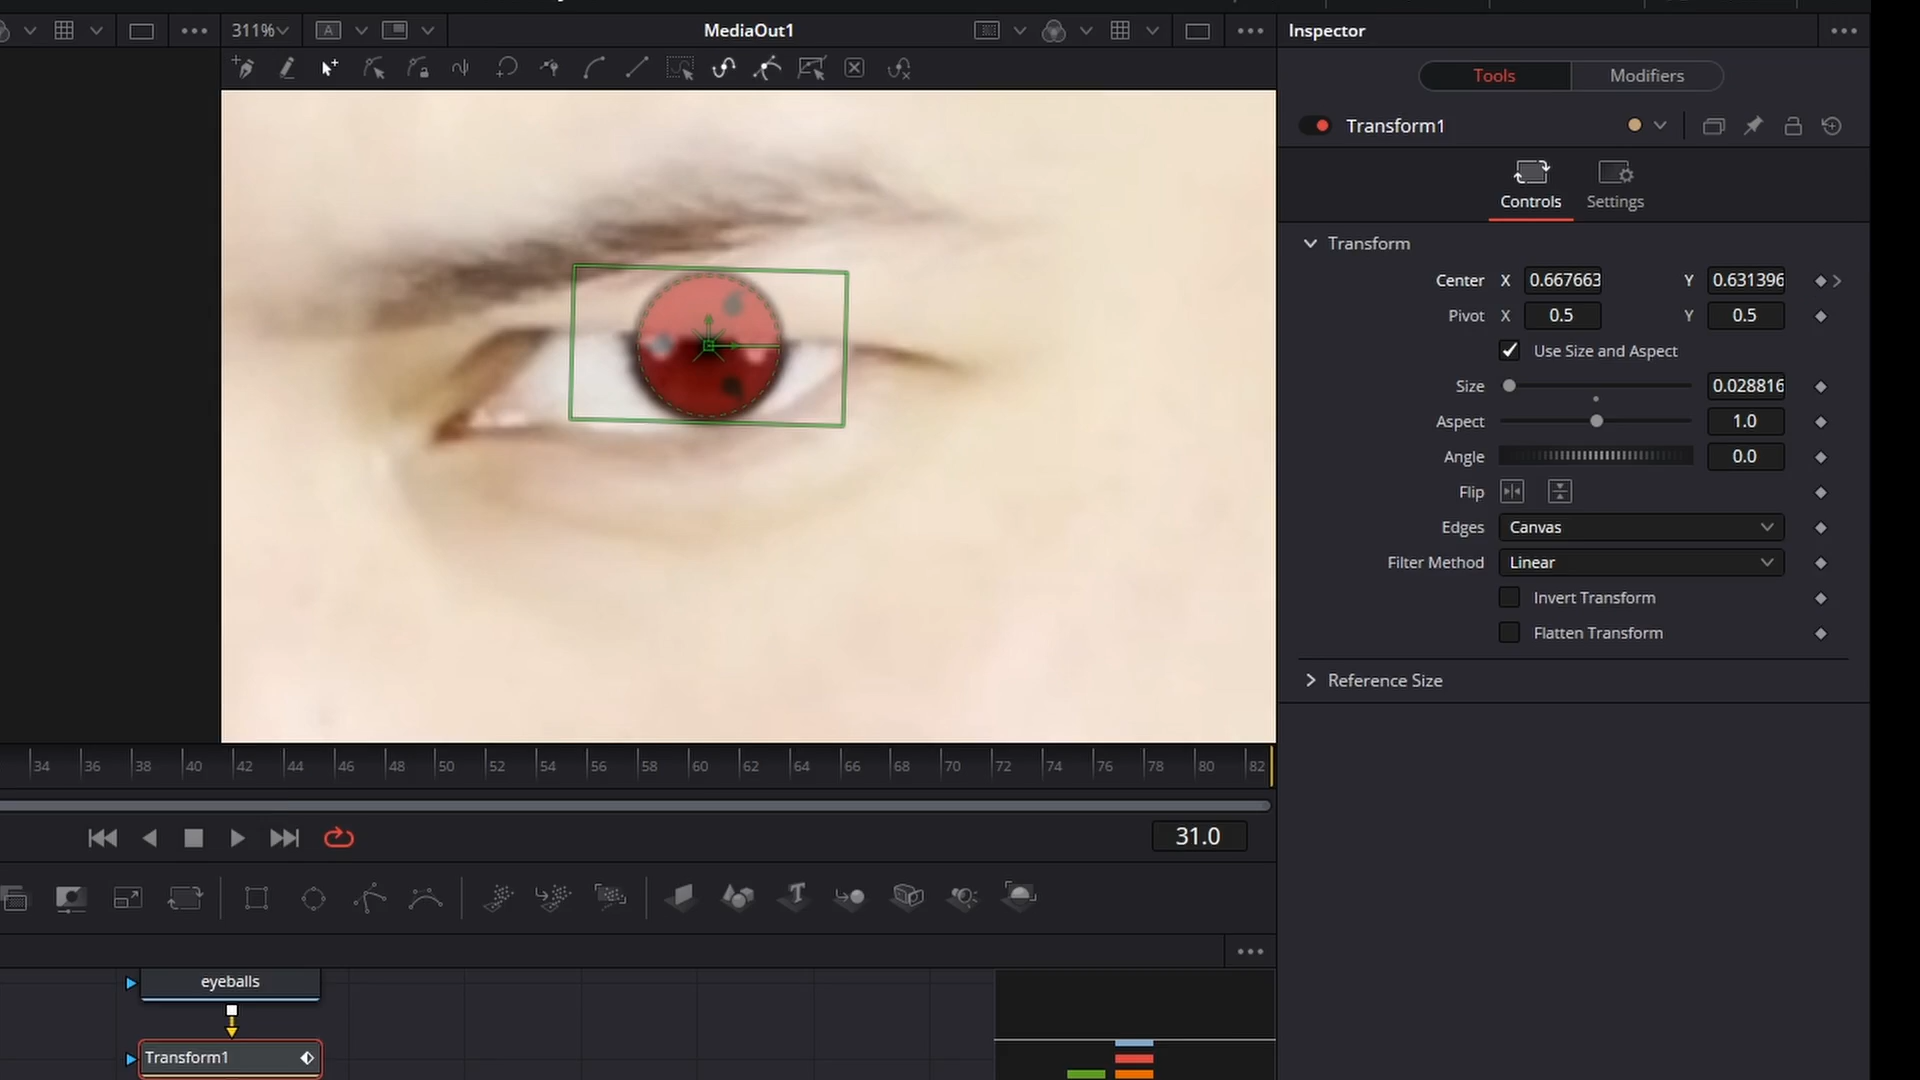 311%
A
MediaOut1
Inspector
Tools
Modifiers
Transform1
Controls
Settings
Transform
Center X 0.667663 Y 0.631396
Pivot X 0.5 Y 0.5
Use Size and Aspect
Size 0.028816
Aspect 1.0
Angle 0.0
Flip
Edges Canvas
Filter Method Linear
Invert Transform
Flatten Transform
Reference Size
34 36 38 40 42 44 46 48 50 52 54 56 58 60 62 64 66 68 70 72 74 76 78 80 82
31.0
T
eyeballs
Transform1